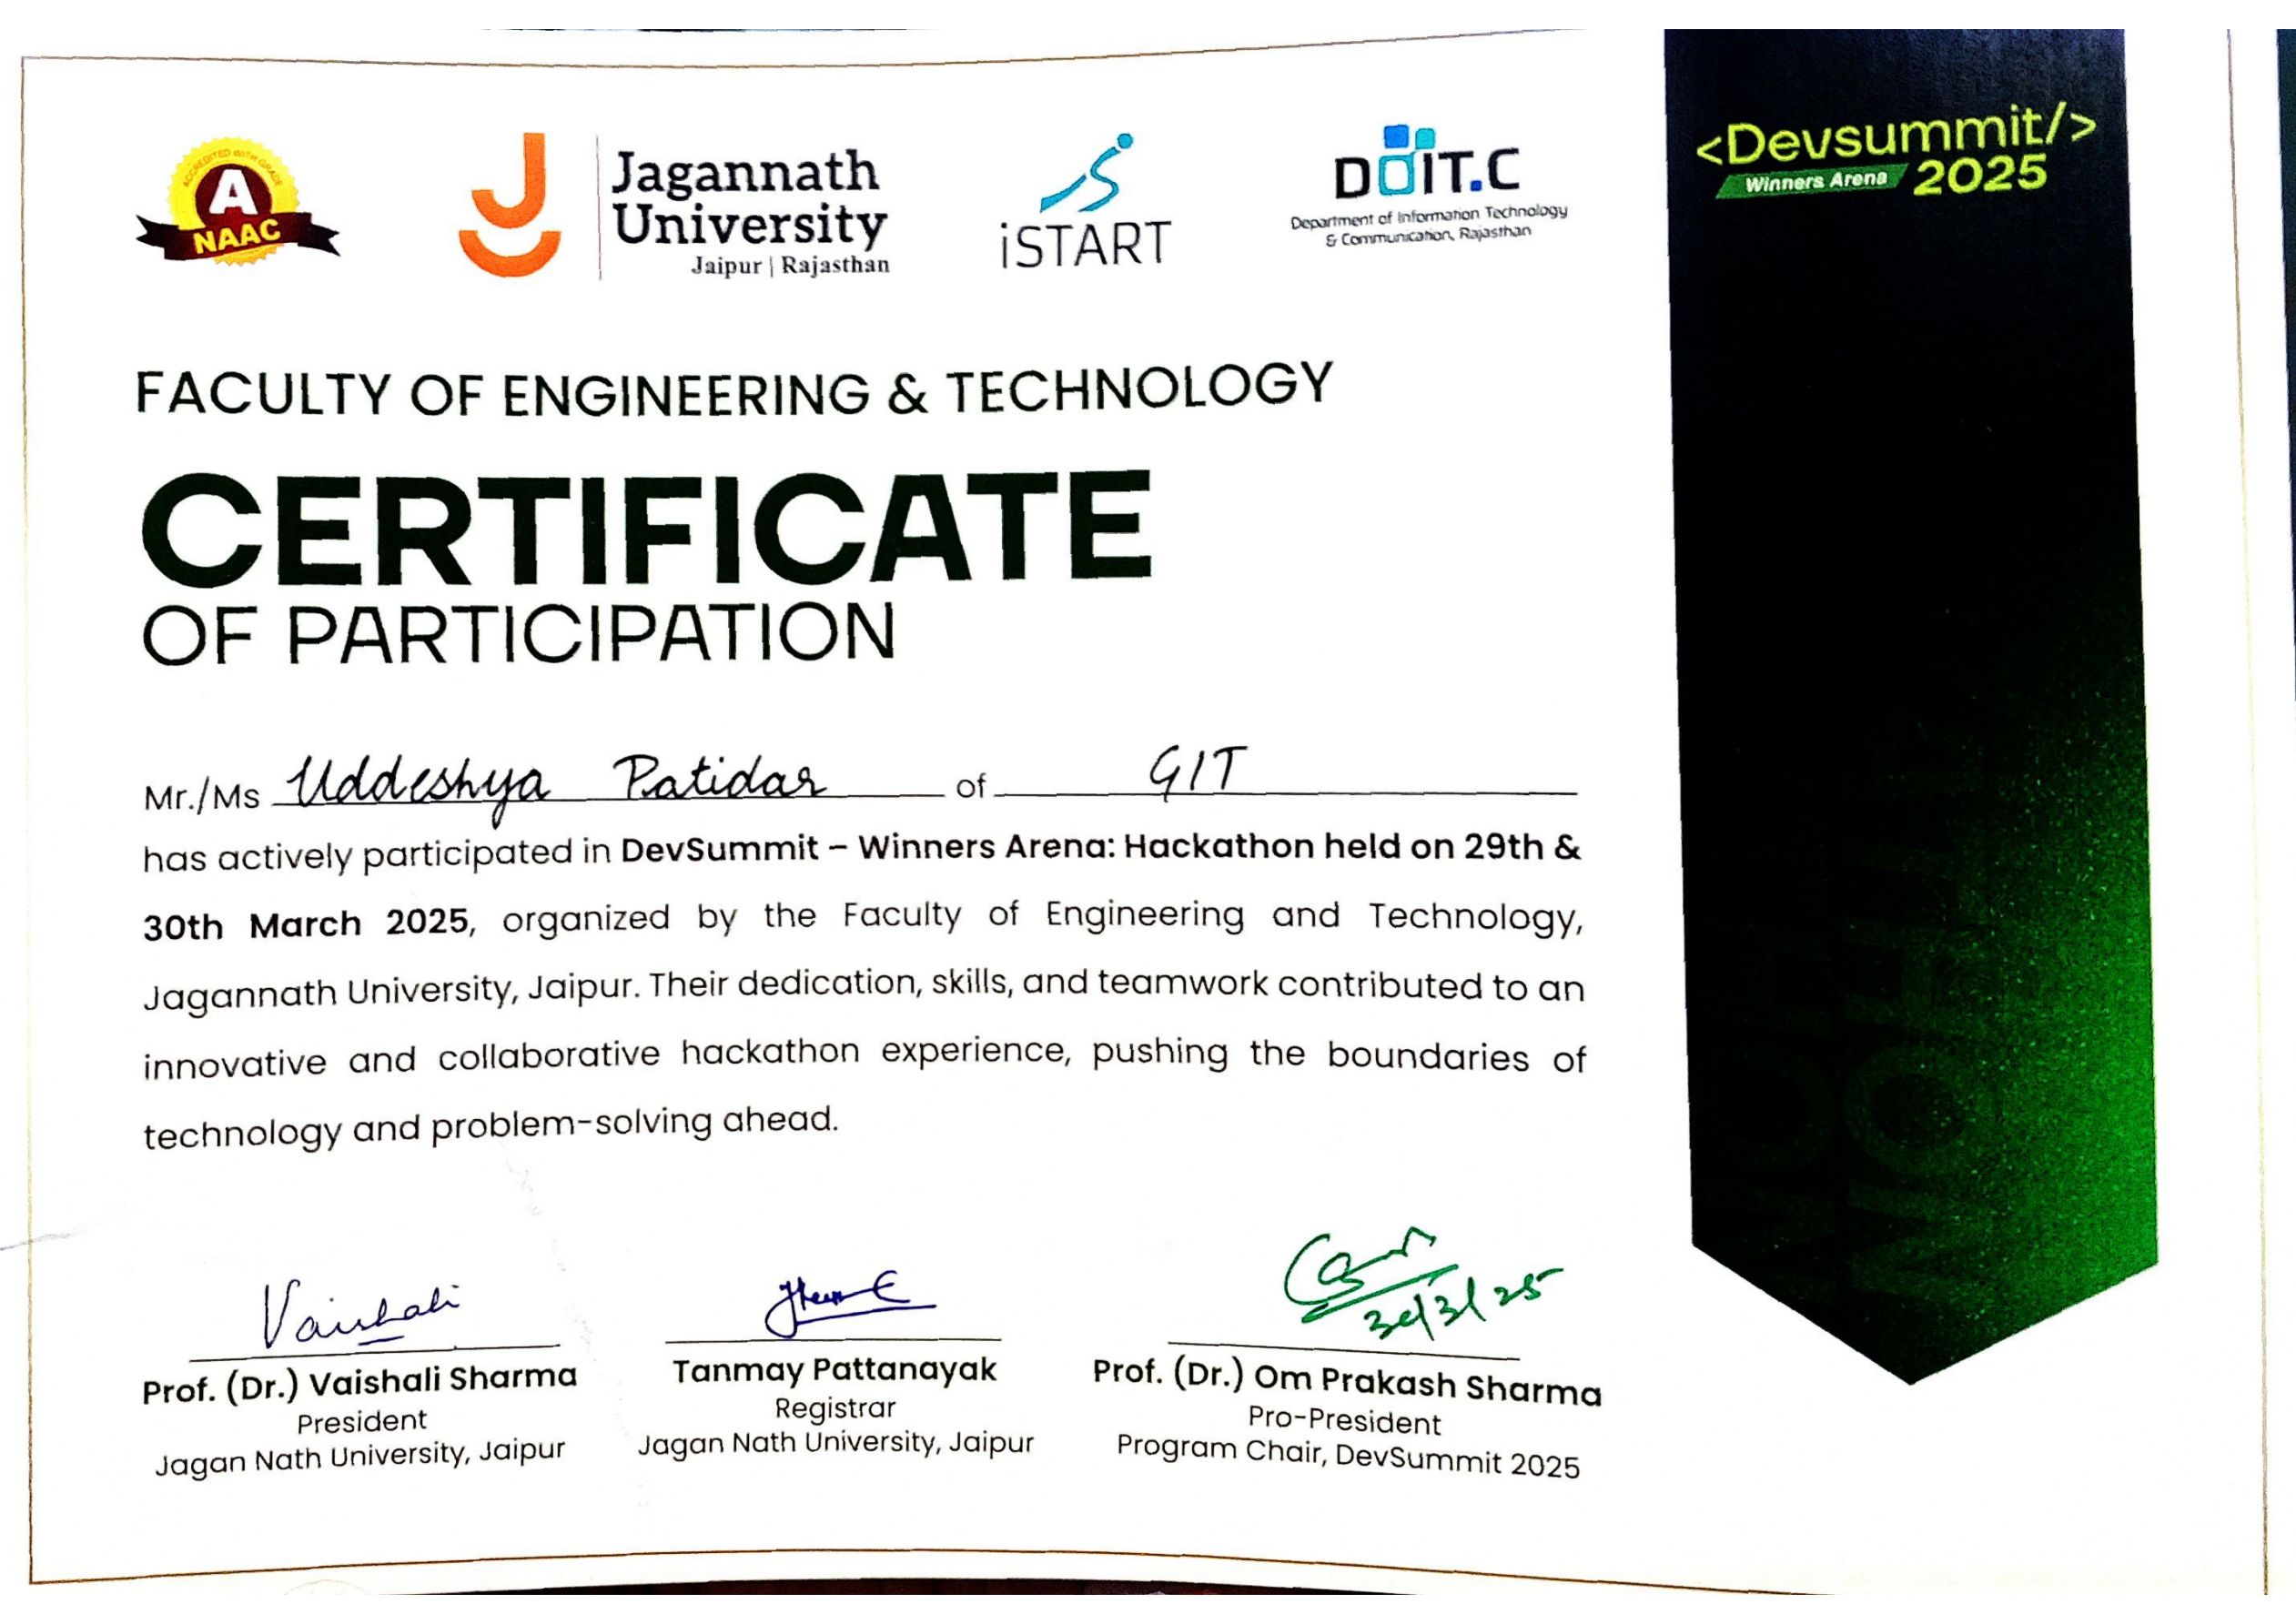 ACCREDITED WITH GRADE
A
NAAC
Jagannath
University
Jaipur | Rajasthan
iSTART
DOIT.C
Department of Information Technology
& Communication, Rajasthan
<Devsummit/>
Winners Arena 2025
FACULTY OF ENGINEERING & TECHNOLOGY
CERTIFICATE
OF PARTICIPATION
Mr./Ms Uddeshya Patidar of GIT
has actively participated in DevSummit – Winners Arena: Hackathon held on 29th &
30th March 2025, organized by the Faculty of Engineering and Technology,
Jagannath University, Jaipur. Their dedication, skills, and teamwork contributed to an
innovative and collaborative hackathon experience, pushing the boundaries of
technology and problem-solving ahead.
Vaishali
30/3/25
Prof. (Dr.) Vaishali Sharma
President
Jagan Nath University, Jaipur
Tanmay Pattanayak
Registrar
Jagan Nath University, Jaipur
Prof. (Dr.) Om Prakash Sharma
Pro-President
Program Chair, DevSummit 2025